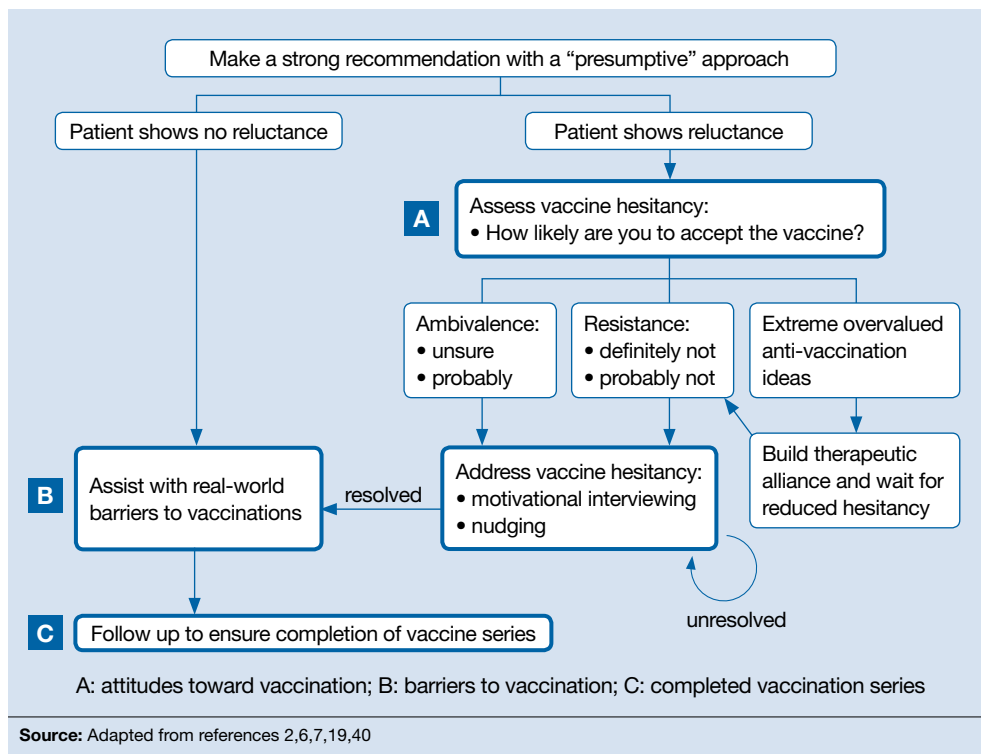 Make a strong recommendation with a “presumptive” approach
Patient shows no reluctance
Patient shows reluctance
A
Assess vaccine hesitancy:
• How likely are you to accept the vaccine?
Ambivalence:
• unsure
• probably
Resistance:
• definitely not
• probably not
Extreme overvalued
anti-vaccination
ideas
Build therapeutic
alliance and wait for
reduced hesitancy
B
Assist with real-world
barriers to vaccinations
resolved
Address vaccine hesitancy:
• motivational interviewing
• nudging
unresolved
C
Follow up to ensure completion of vaccine series
A: attitudes toward vaccination; B: barriers to vaccination; C: completed vaccination series
Source: Adapted from references 2,6,7,19,40